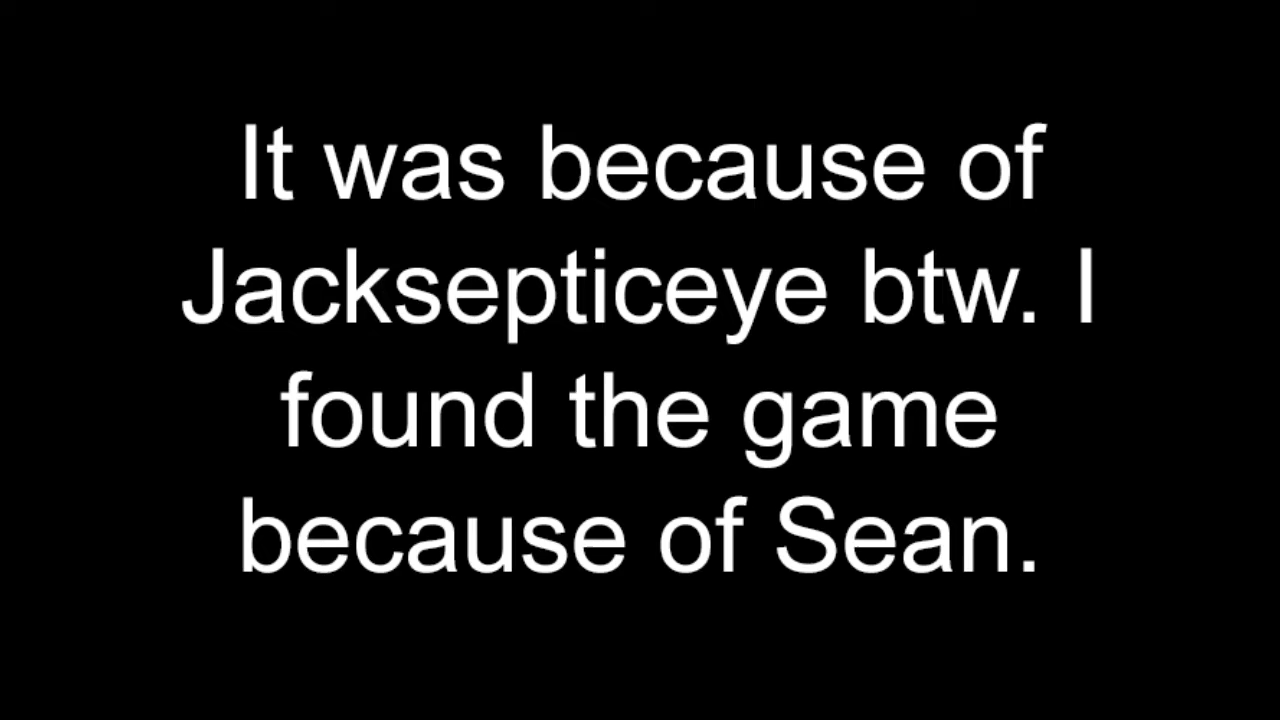 It was because of
Jacksepticeye btw. I
found the game
because of Sean.